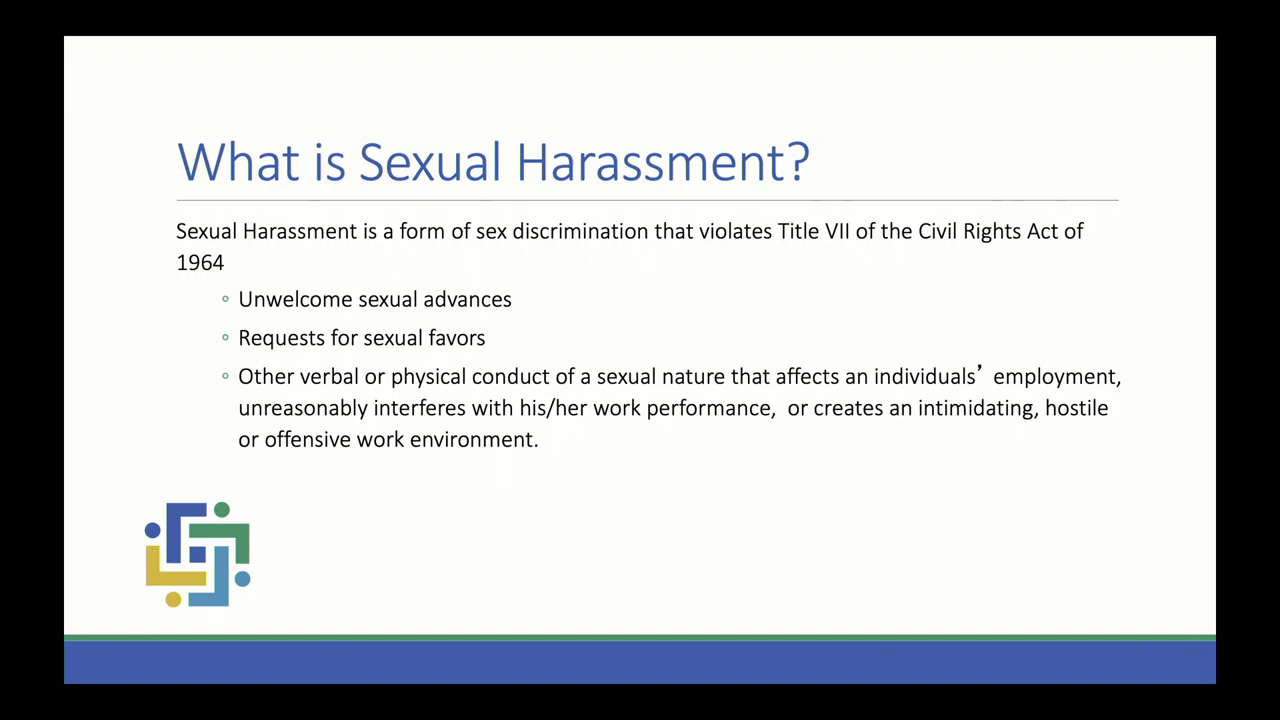 What is Sexual Harassment?
Sexual Harassment is a form of sex discrimination that violates Title VII of the Civil Rights Act of
1964
◦ Unwelcome sexual advances
◦ Requests for sexual favors
◦ Other verbal or physical conduct of a sexual nature that affects an individuals’ employment,
unreasonably interferes with his/her work performance, or creates an intimidating, hostile
or offensive work environment.